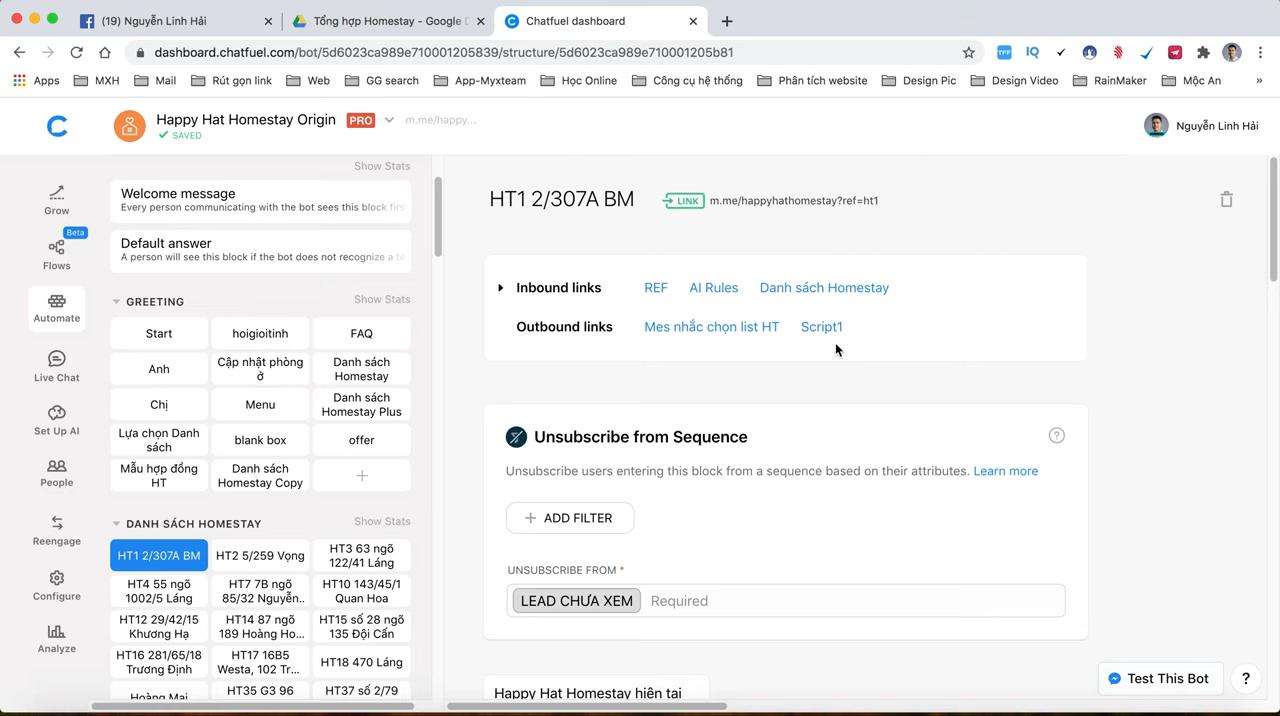 (19) Nguyễn Linh Hải
Tổng hợp Homestay - Google D
Chatfuel dashboard
dashboard.chatfuel.com/bot/5d6023ca989e710001205839/structure/5d6023ca989e710001205b81
TFF
IQ
Apps
MXH
Mail
Rút gọn link
Web
GG search
App-Myxteam
Học Online
Công cụ hệ thống
Phân tích website
Design Pic
Design Video
RainMaker
Mộc An
»
Happy Hat Homestay Origin
PRO
m.me/happy...
SAVED
Nguyễn Linh Hải
Grow
Beta
Flows
Automate
Live Chat
Set Up AI
People
Reengage
Configure
Analyze
Show Stats
Welcome message
Every person communicating with the bot sees this block first
Default answer
A person will see this block if the bot does not recognize a te
GREETING
Show Stats
Start
hoigioitinh
FAQ
Anh
Cập nhật phòng
ở
Danh sách
Homestay
Chị
Menu
Danh sách
Homestay Plus
Lựa chọn Danh
sách
blank box
offer
Mẫu hợp đồng
HT
Danh sách
Homestay Copy
DANH SÁCH HOMESTAY
Show Stats
HT1 2/307A BM
HT2 5/259 Vọng
HT3 63 ngõ
122/41 Láng
HT4 55 ngõ
1002/5 Láng
HT7 7B ngõ
85/32 Nguyễn..
HT10 143/45/1
Quan Hoa
HT12 29/42/15
Khương Hạ
HT14 87 ngõ
189 Hoàng Ho...
HT15 số 28 ngõ
135 Đội Cấn
HT16 281/65/18
Trương Định
HT17 16B5
Westa, 102 Tr...
HT18 470 Láng
Hoàng Mai
HT35 G3 96
HT37 số 2/79
HT1 2/307A BM
LINK
m.me/happyhathomestay?ref=ht1
Inbound links
REF
AI Rules
Danh sách Homestay
Outbound links
Mes nhắc chọn list HT
Script1
Unsubscribe from Sequence
?
Unsubscribe users entering this block from a sequence based on their attributes. Learn more
+ ADD FILTER
UNSUBSCRIBE FROM *
LEAD CHƯA XEM
Required
Happy Hat Homestay hiện tại
Test This Bot
?